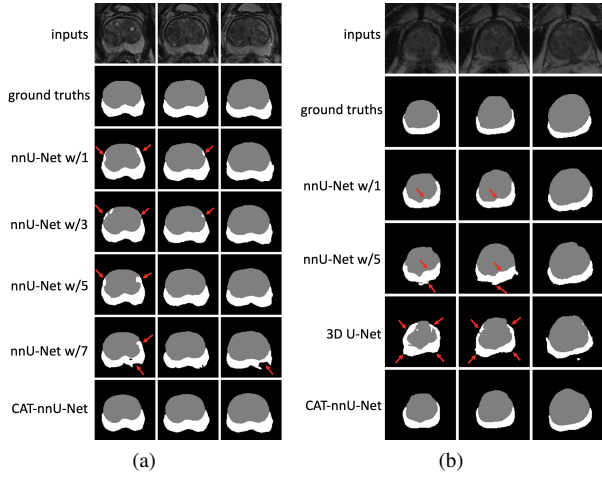 inputs
ground truths
nnU-Net w/1
nnU-Net w/3
nnU-Net w/5
nnU-Net w/7
CAT-nnU-Net
(a)
inputs
ground truths
nnU-Net w/1
nnU-Net w/5
3D U-Net
CAT-nnU-Net
(b)